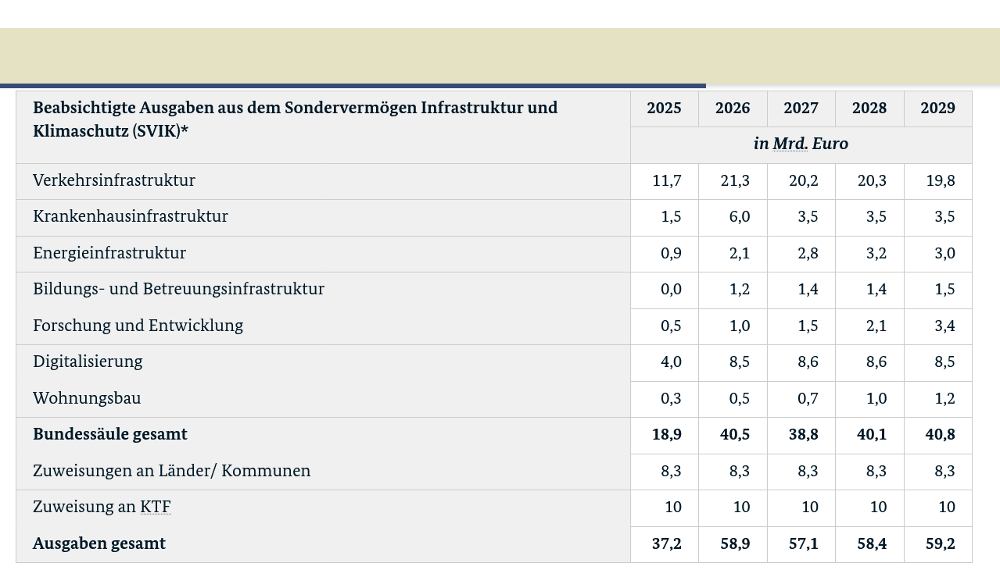 Beabsichtigte Ausgaben aus dem Sondervermögen Infrastruktur und 2025 2026 2027 2028 2029
Klimaschutz (SVIK)*
in Mrd. Euro
Verkehrsinfrastruktur 11,7 21,3 20,2 20,3 19,8
Krankenhausinfrastruktur 1,5 6,0 3,5 3,5 3,5
Energieinfrastruktur 0,9 2,1 2,8 3,2 3,0
Bildungs- und Betreuungsinfrastruktur 0,0 1,2 1,4 1,4 1,5
Forschung und Entwicklung 0,5 1,0 1,5 2,1 3,4
Digitalisierung 4,0 8,5 8,6 8,6 8,5
Wohnungsbau 0,3 0,5 0,7 1,0 1,2
Bundessäule gesamt 18,9 40,5 38,8 40,1 40,8
Zuweisungen an Länder/ Kommunen 8,3 8,3 8,3 8,3 8,3
Zuweisung an KTF 10 10 10 10 10
Ausgaben gesamt 37,2 58,9 57,1 58,4 59,2